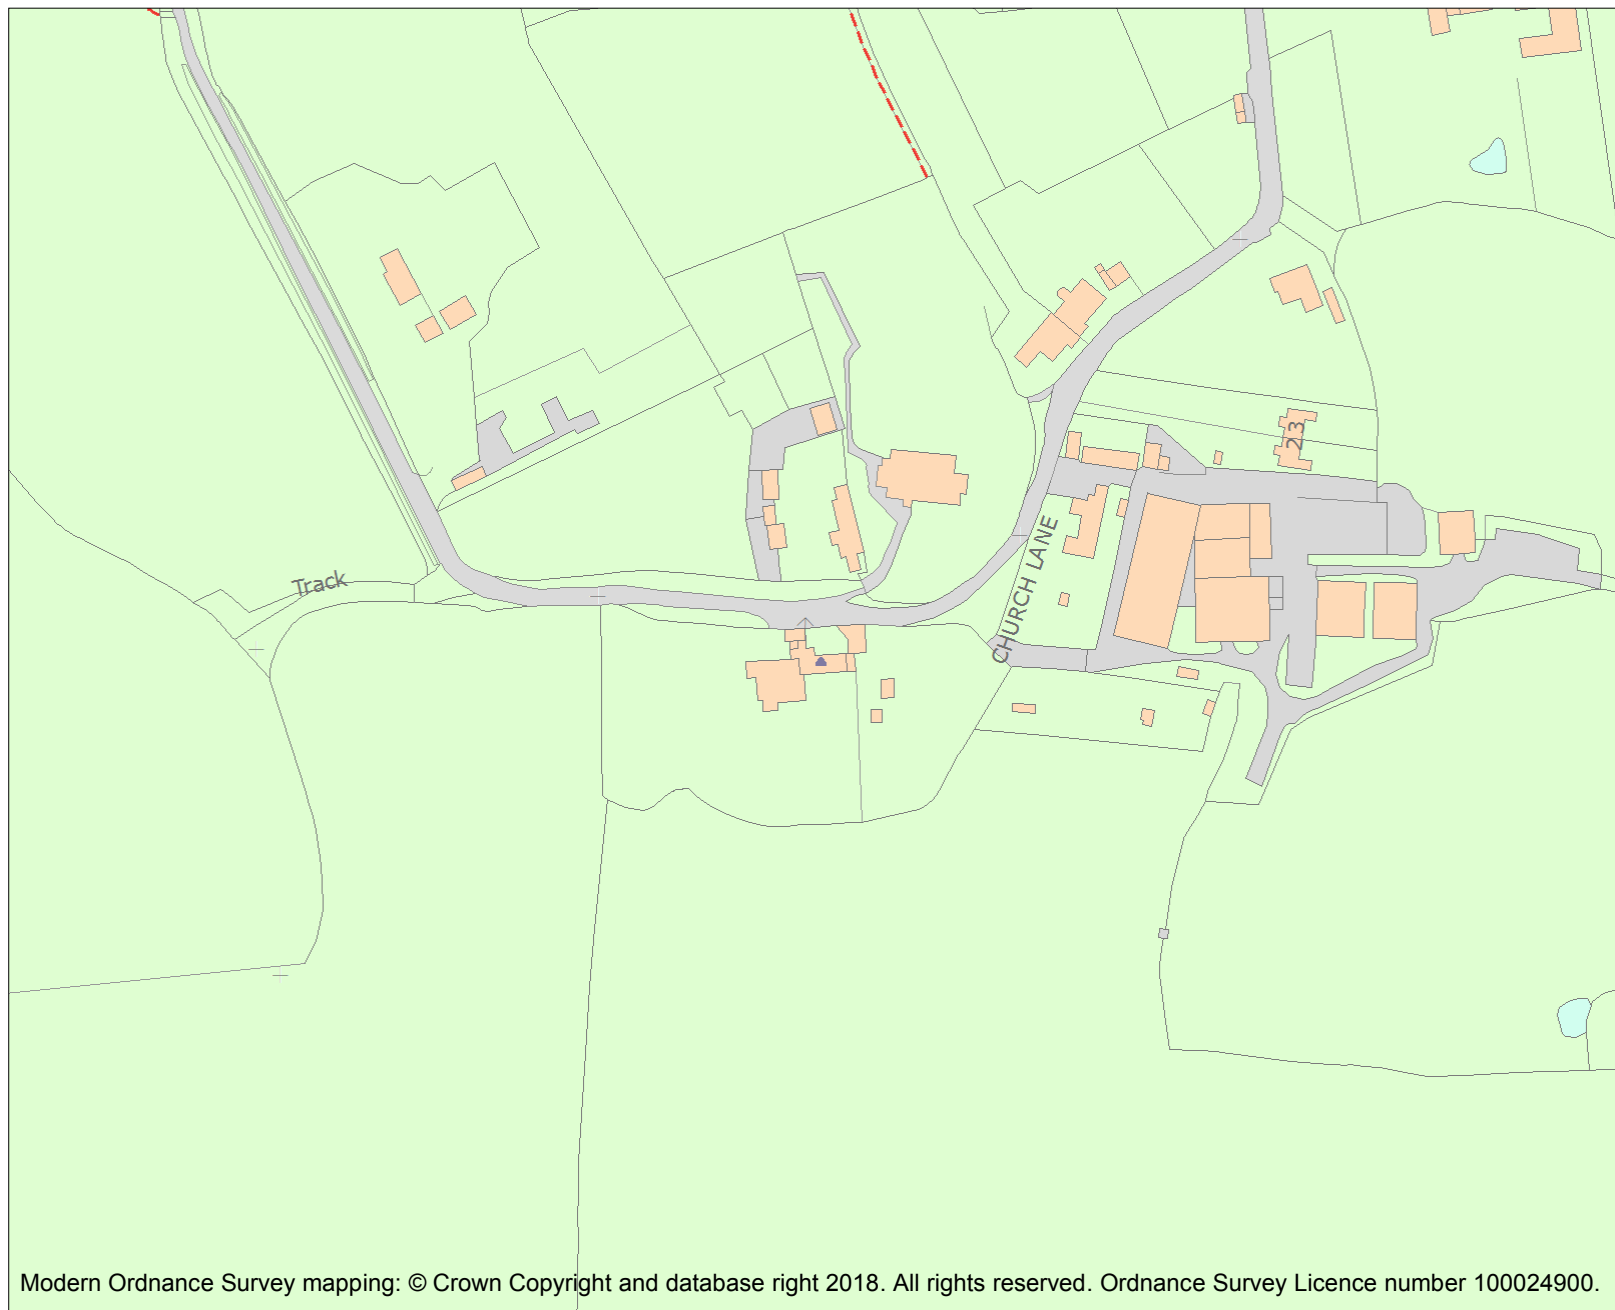 23
CHURCH LANE
Track
Modern Ordnance Survey mapping: © Crown Copyright and database right 2018. All rights reserved. Ordnance Survey Licence number 100024900.